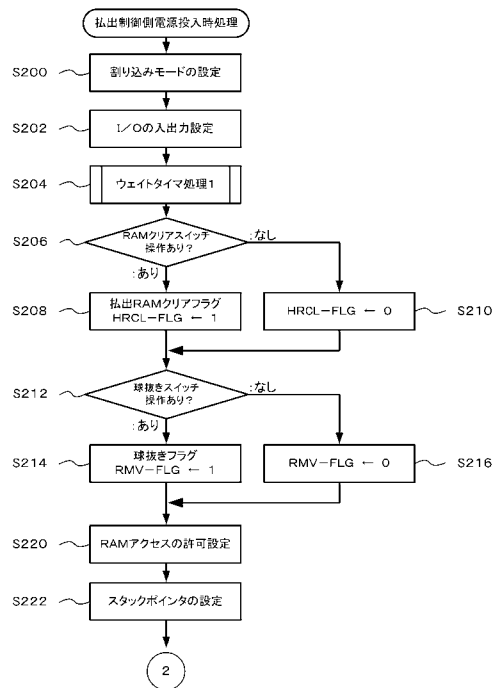 払出制御側電源投入時処理
S200
割り込みモードの設定
S202
I/Oの入出力設定
S204
ウェイトタイマ処理1
S206
RAMクリアスイッチ
操作あり?
:なし
:あり
S208
払出RAMクリアフラグ
HRCL-FLG ← 1
HRCL-FLG ← 0
S210
S212
球抜きスイッチ
操作あり?
:なし
:あり
S214
球抜きフラグ
RMV-FLG ← 1
RMV-FLG ← 0
S216
S220
RAMアクセスの許可設定
S222
スタックポインタの設定
2